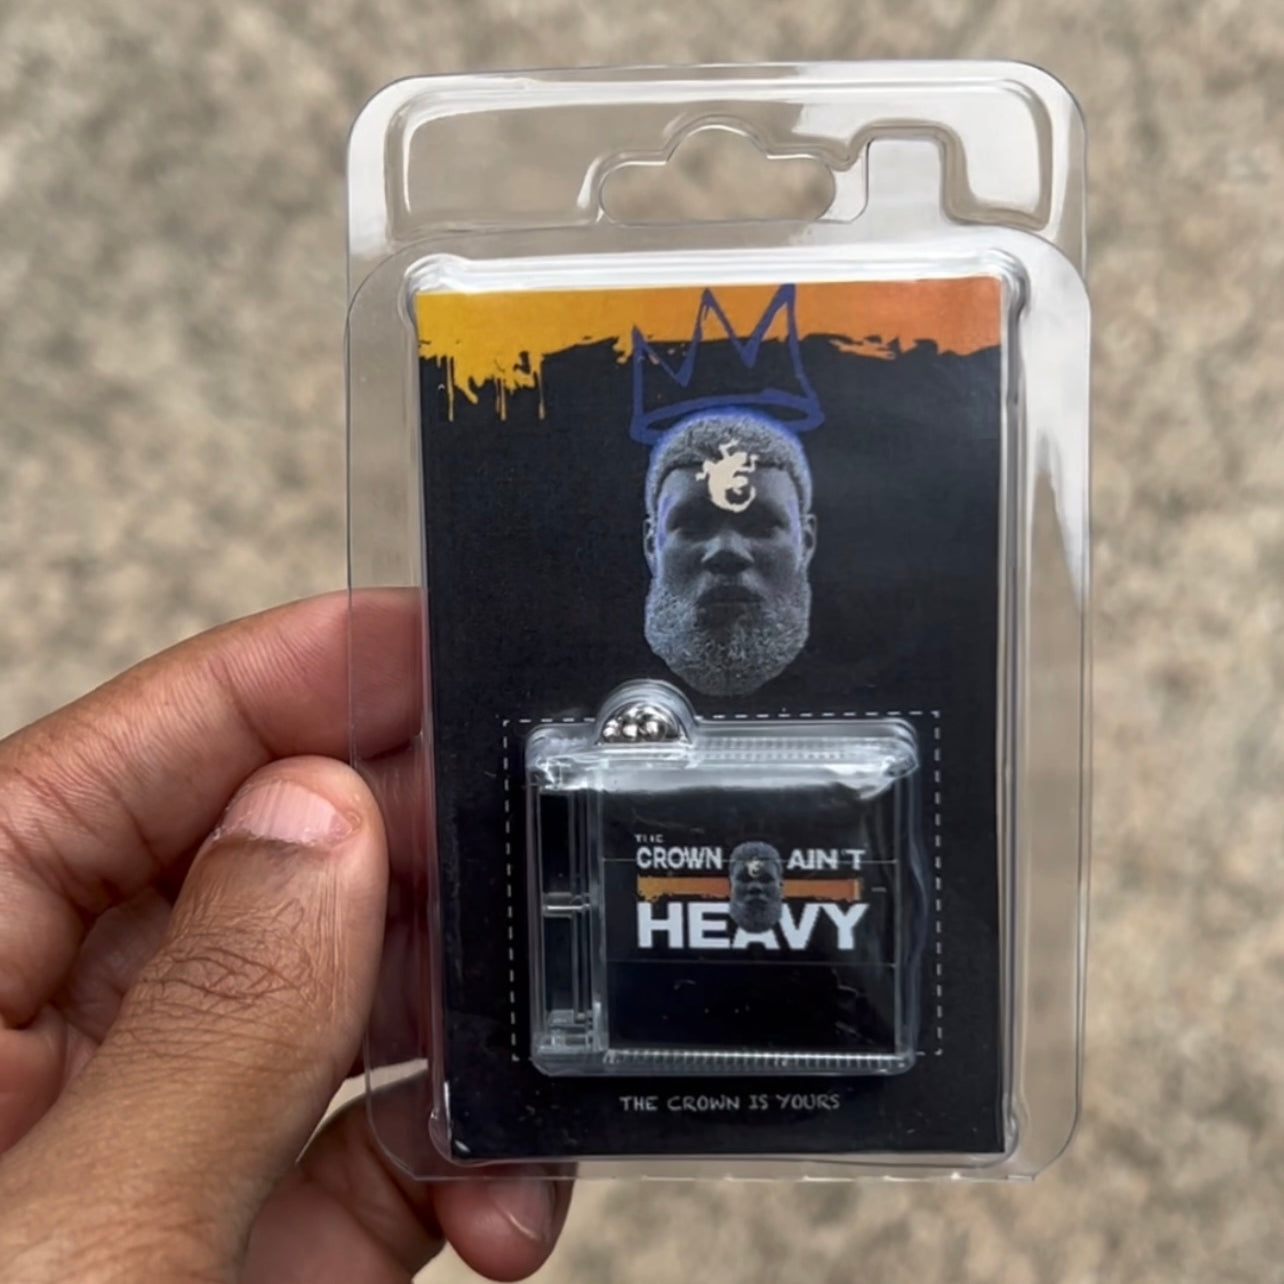 THE
CROWN AIN'T
HEAVY
THE CROWN IS YOURS